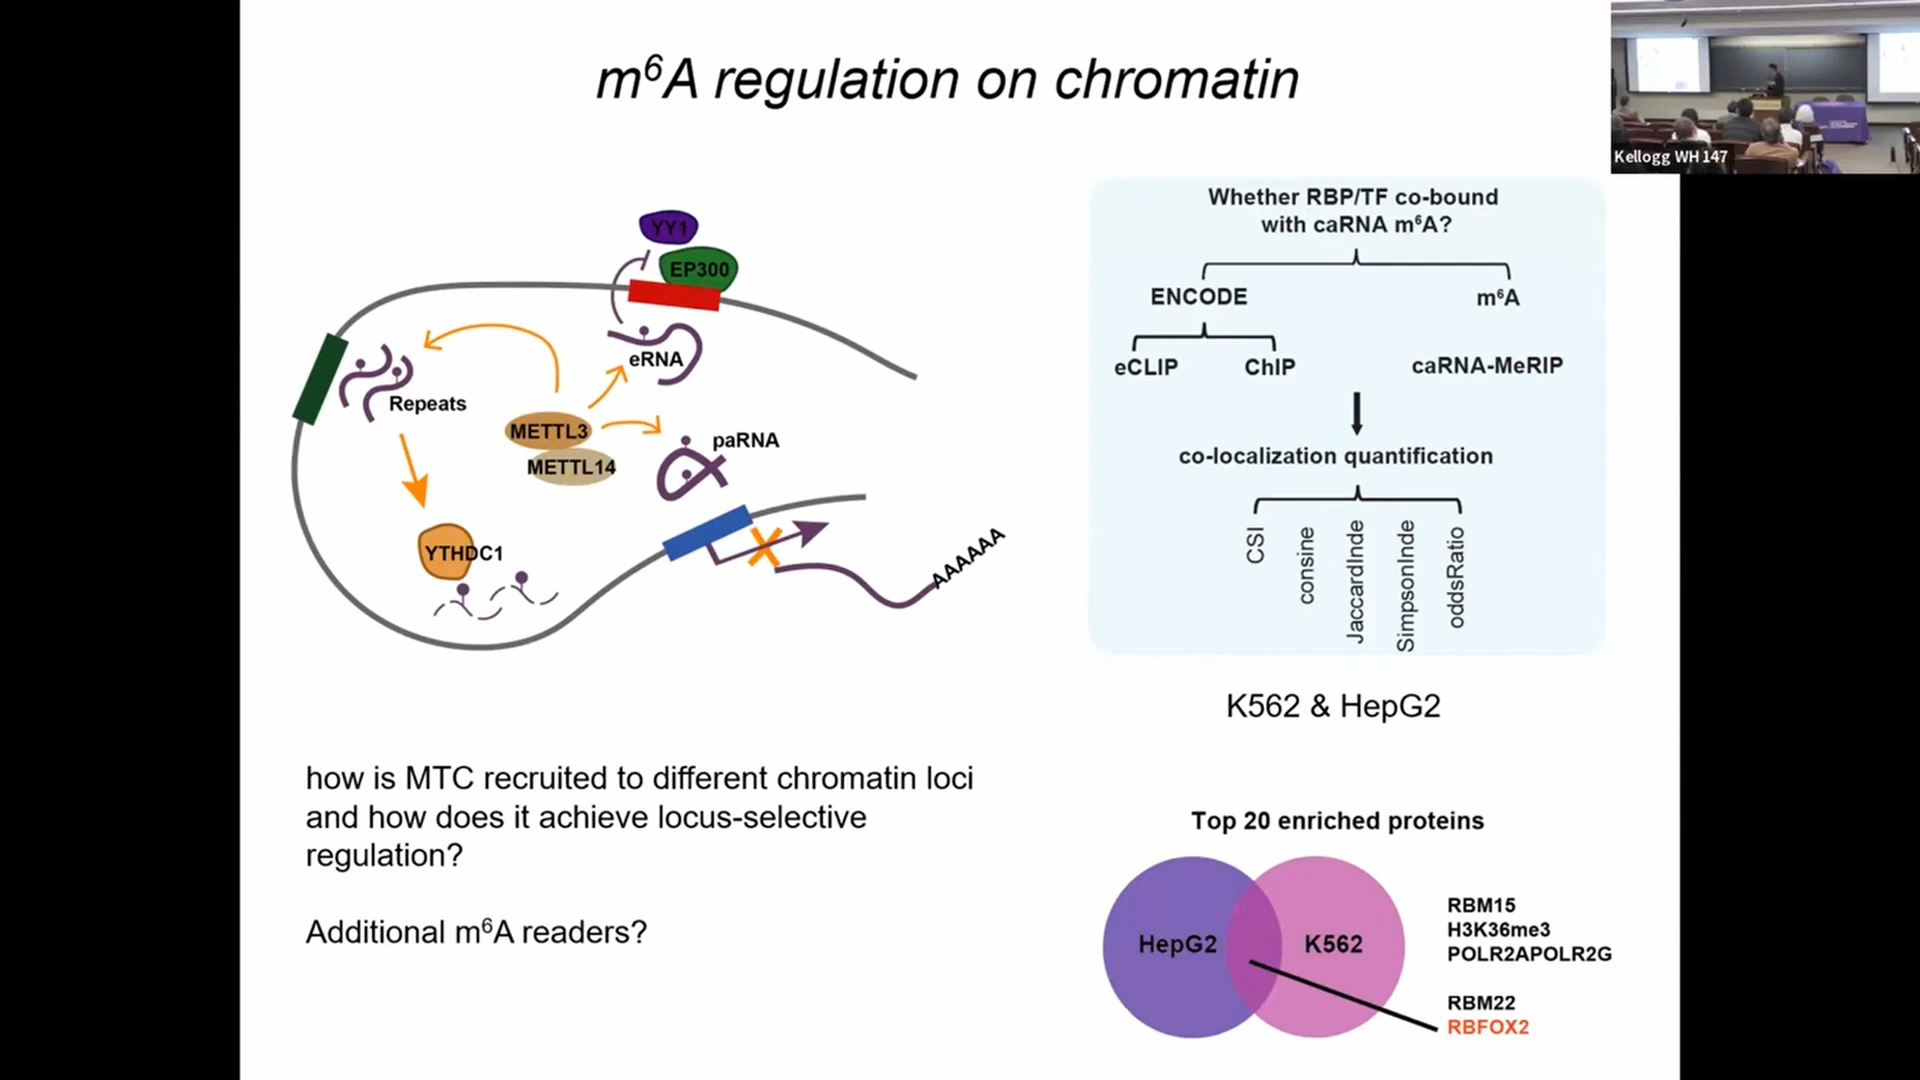 m⁶A regulation on chromatin
Kellogg WH 147
YY1
EP300
eRNA
Repeats
METTL3
METTL14
paRNA
YTHDC1
AAAAAA
Whether RBP/TF co-bound
with caRNA m⁶A?
ENCODE
m⁶A
eCLIP
ChIP
caRNA-MeRIP
co-localization quantification
CSI
consine
JaccardInde
SimpsonInde
oddsRatio
K562 & HepG2
how is MTC recruited to different chromatin loci
and how does it achieve locus-selective
regulation?
Additional m⁶A readers?
Top 20 enriched proteins
HepG2
K562
RBM15
H3K36me3
POLR2APOLR2G
RBM22
RBFOX2